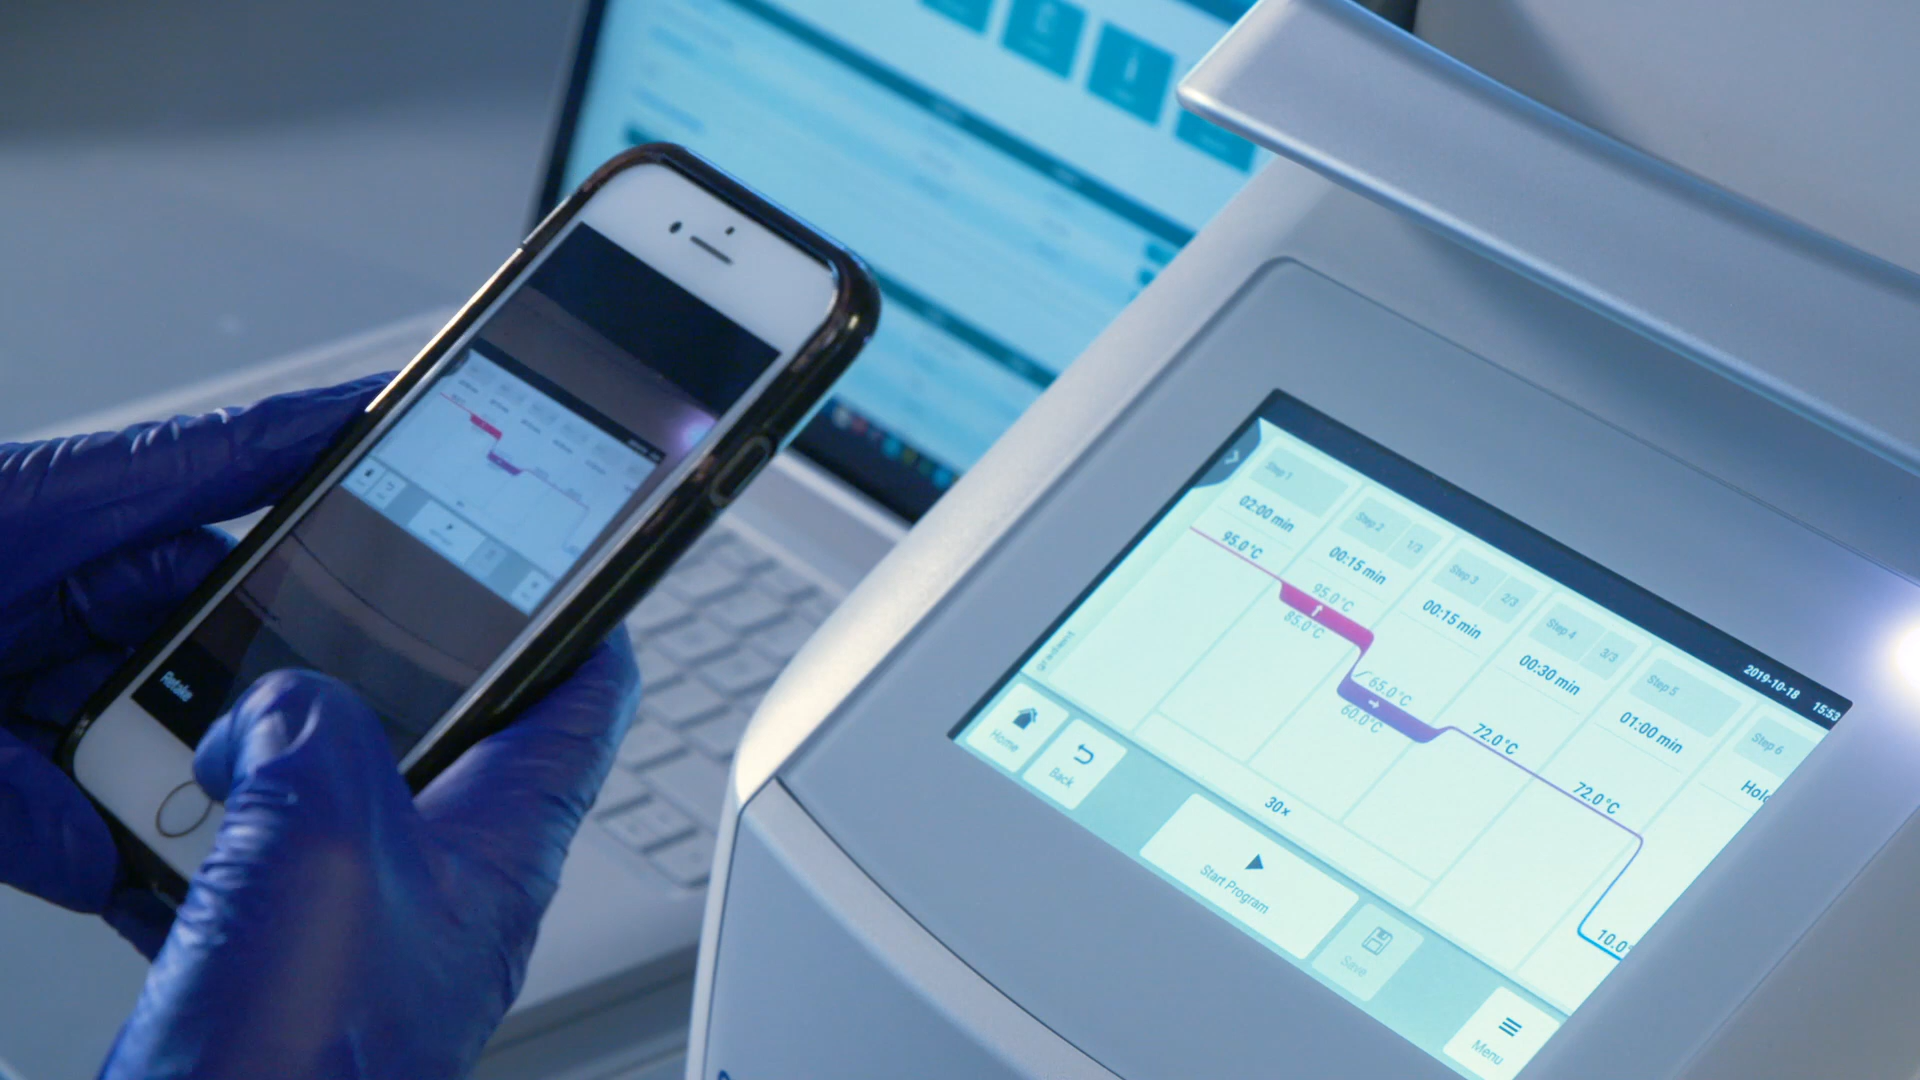 Retake
2019-10-18 15:53
Step 1
02:00 min
95.0°C
Step 2 1/3
00:15 min
95.0°C
85.0°C
Step 3 2/3
00:15 min
65.0°C
60.0°C
Step 4 3/3
00:30 min
72.0°C
Step 5
01:00 min
72.0°C
Step 6
Hold
10.0°
gradient
30x
Home
Back
Start Program
Save
Menu